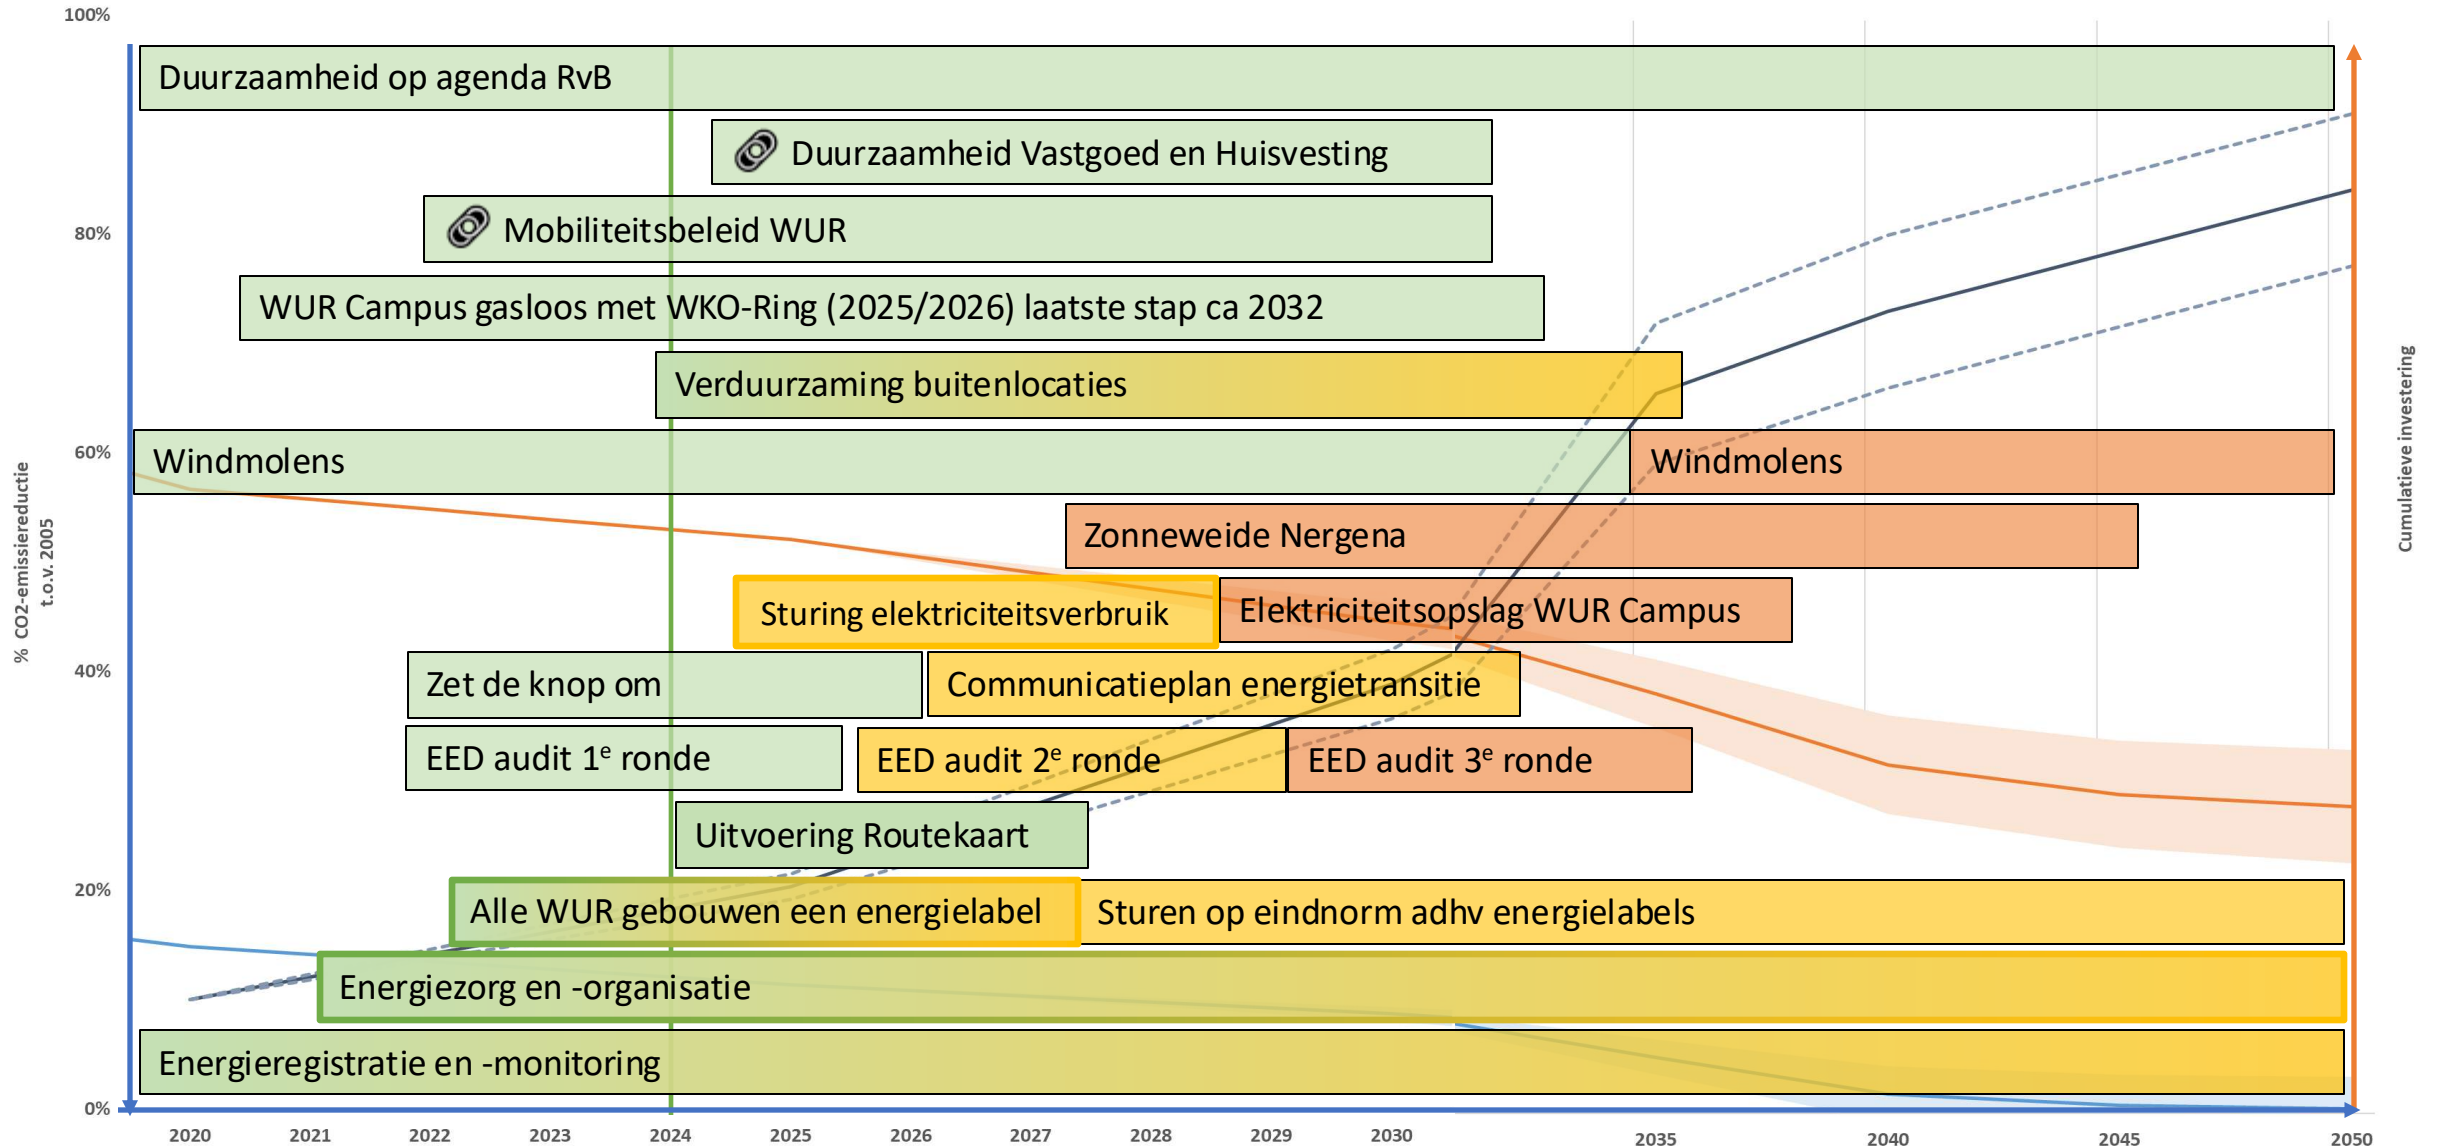 100%
Duurzaamheid op agenda RvB
Duurzaamheid Vastgoed en Huisvesting
80%
Mobiliteitsbeleid WUR
WUR Campus gasloos met WKO-Ring (2025/2026) laatste stap ca 2032
Verduurzaming buitenlocaties
60%
Windmolens
Windmolens
Zonneweide Nergena
Sturing elektriciteitsverbruik
Elektriciteitsopslag WUR Campus
40%
Zet de knop om
Communicatieplan energietransitie
EED audit 1e ronde
EED audit 2e ronde
EED audit 3e ronde
Uitvoering Routekaart
20%
Alle WUR gebouwen een energielabel
Sturen op eindnorm adhv energielabels
Energiezorg en -organisatie
Energieregistratie en -monitoring
0%
2020 2021 2022 2023 2024 2025 2026 2027 2028 2029 2030 2035 2040 2045 2050
% CO2-emissiereductie
t.o.v. 2005
Cumulatieve investering